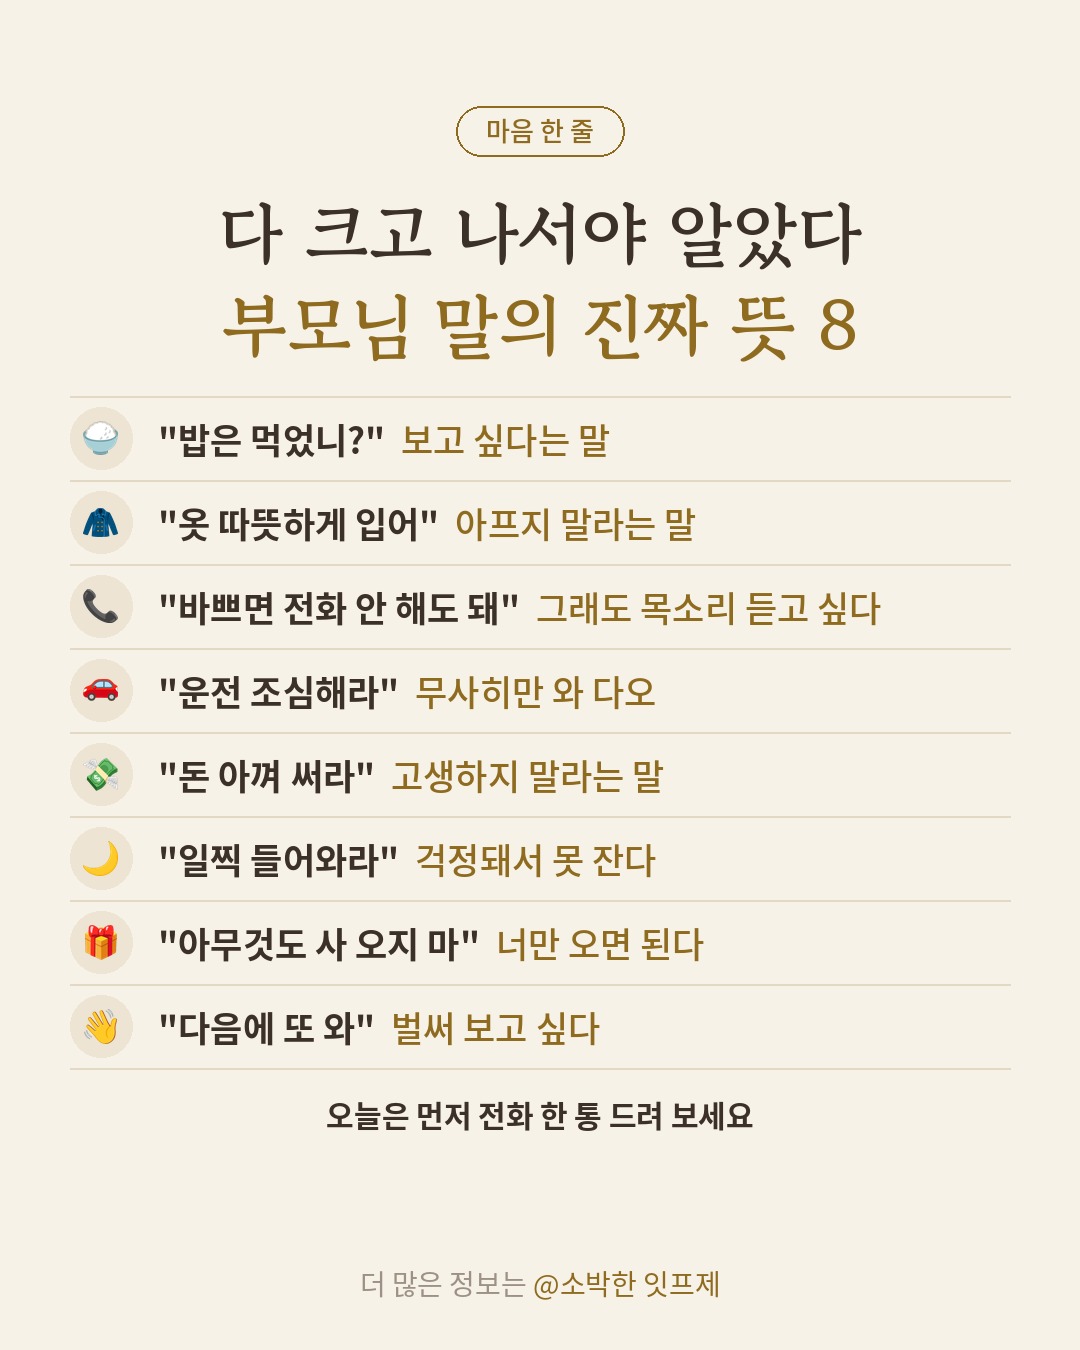 마음 한 줄
다 크고 나서야 알았다
부모님 말의 진짜 뜻 8
"밥은 먹었니?" 보고 싶다는 말
"옷 따뜻하게 입어" 아프지 말라는 말
"바쁘면 전화 안 해도 돼" 그래도 목소리 듣고 싶다
"운전 조심해라" 무사히만 와 다오
"돈 아껴 써라" 고생하지 말라는 말
"일찍 들어와라" 걱정돼서 못 잔다
"아무것도 사 오지 마" 너만 오면 된다
"다음에 또 와" 벌써 보고 싶다
오늘은 먼저 전화 한 통 드려 보세요
더 많은 정보는 @소박한 잇프제